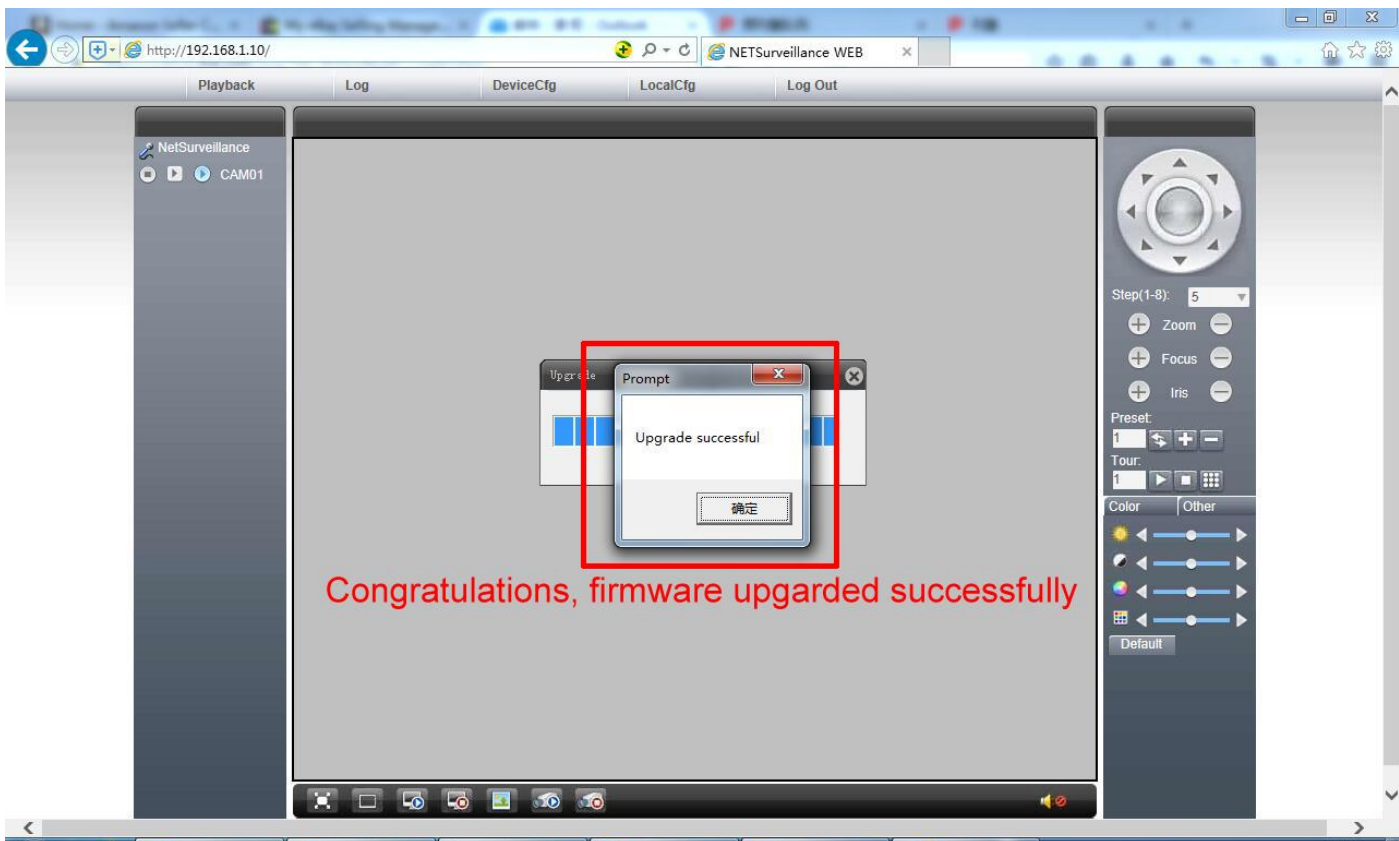 http://192.168.1.10/
NETSurveillance WEB
Playback Log DeviceCfg LocalCfg Log Out
NetSurveillance
CAM01
Step(1-8): 5
Zoom
Focus
Iris
Preset:
1
Tour:
1
Color Other
Default
Upgrade
Prompt
Upgrade successful
确定
Congratulations, firmware upgarded successfully